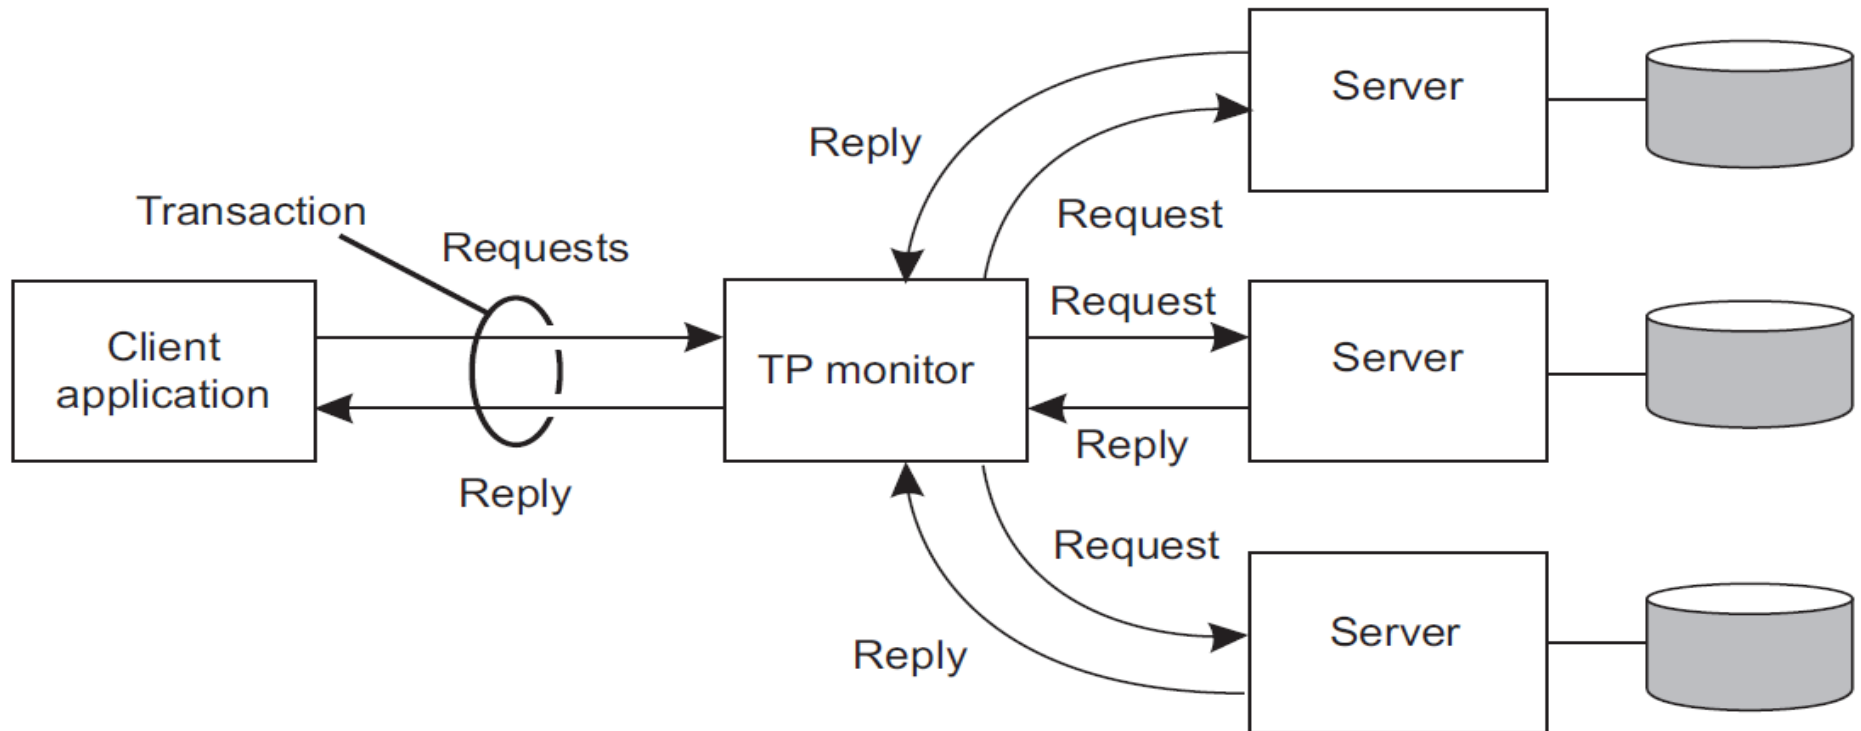 Server
Reply
Transaction
Request
Requests
Request
Client
application
TP monitor
Server
Reply
Reply
Request
Server
Reply